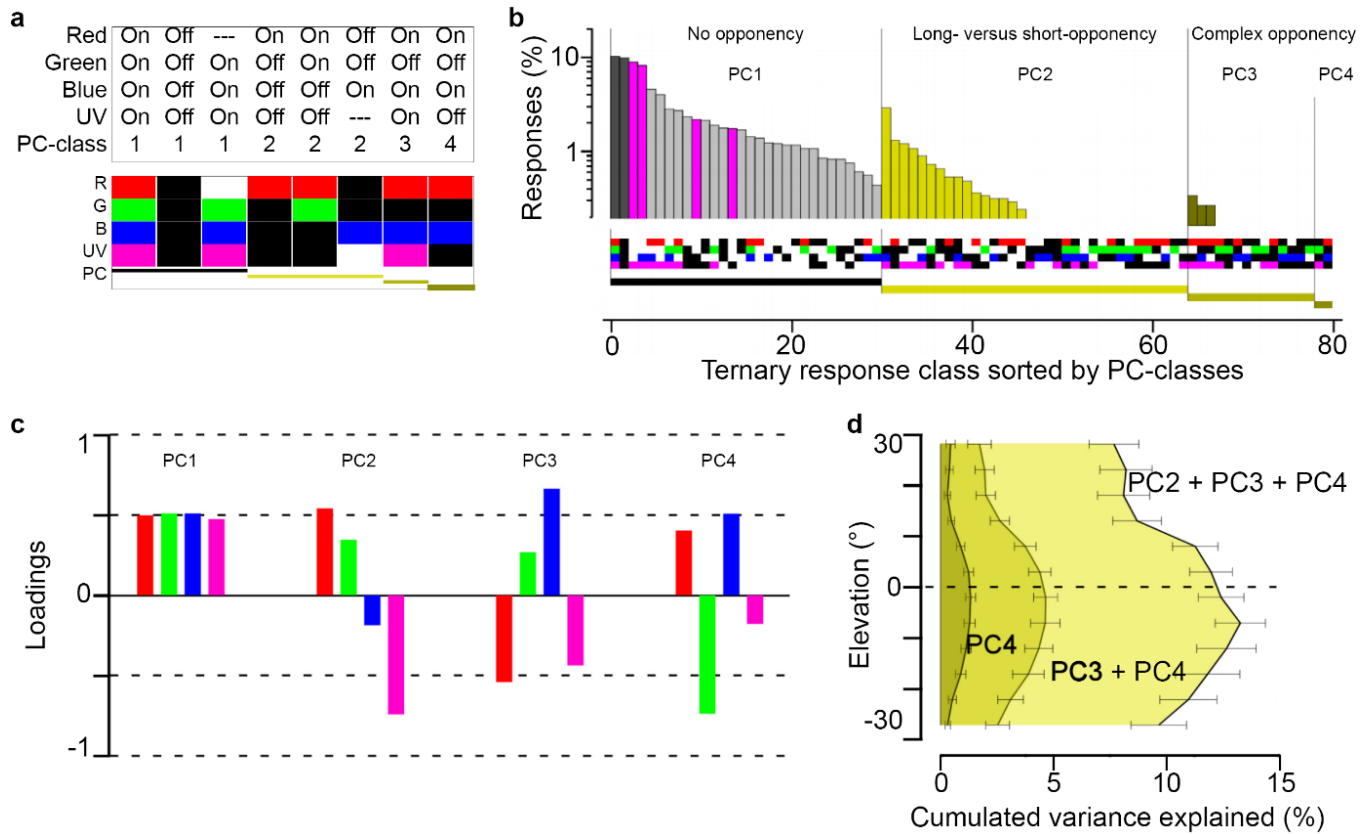 a
Red On Off --- On On Off On On
Green On Off On Off On Off Off Off
Blue On Off On Off Off On On On
UV On Off On Off Off --- On Off
PC-class 1 1 1 2 2 2 3 4
R
G
B
UV
PC
b
No opponency Long- versus short-opponency Complex opponency
PC1 PC2 PC3 PC4
Responses (%)
10
1
0 20 40 60 80
Ternary response class sorted by PC-classes
c
Loadings
1
0
-1
PC1 PC2 PC3 PC4
d
Elevation (°)
30
0
-30
PC2 + PC3 + PC4
PC4
PC3 + PC4
0 5 10 15
Cumulated variance explained (%)